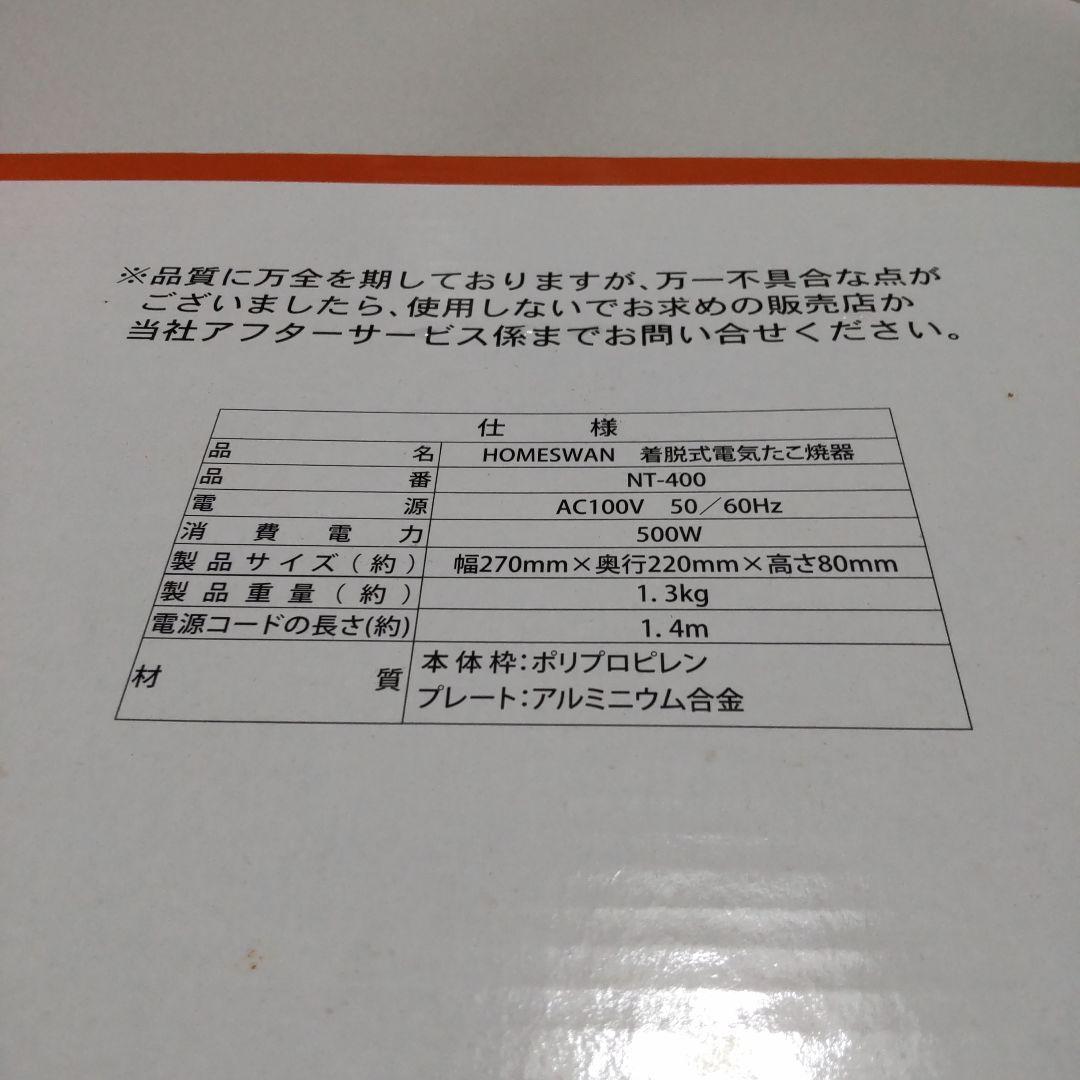 ※品質に万全を期しておりますが、万一不具合な点が
ございましたら、使用しないでお求めの販売店か
当社アフターサービス係までお問い合せください。
仕 様
品 名 HOMESWAN 着脱式電気たこ焼器
品 番 NT-400
電 源 AC100V 50／60Hz
消 費 電 力 500W
製品サイズ(約) 幅270mm×奥行220mm×高さ80mm
製品重量(約) 1.3kg
電源コードの長さ(約) 1.4m
材 質 本体枠：ポリプロピレン
プレート：アルミニウム合金